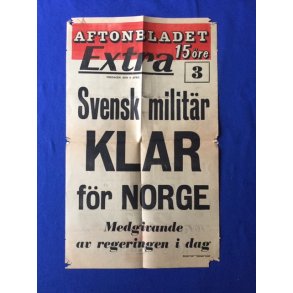 AFTONBLADET
Extra
15 öre
3
Svensk militär
KLAR
för NORGE
Medgivande
av regeringen i dag